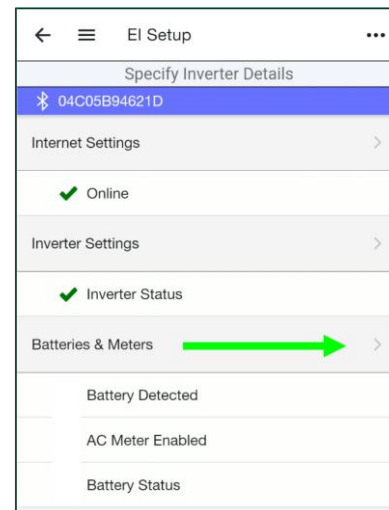 EI Setup
Specify Inverter Details
04C05B94621D
Internet Settings
Online
Inverter Settings
Inverter Status
Batteries & Meters
Battery Detected
AC Meter Enabled
Battery Status